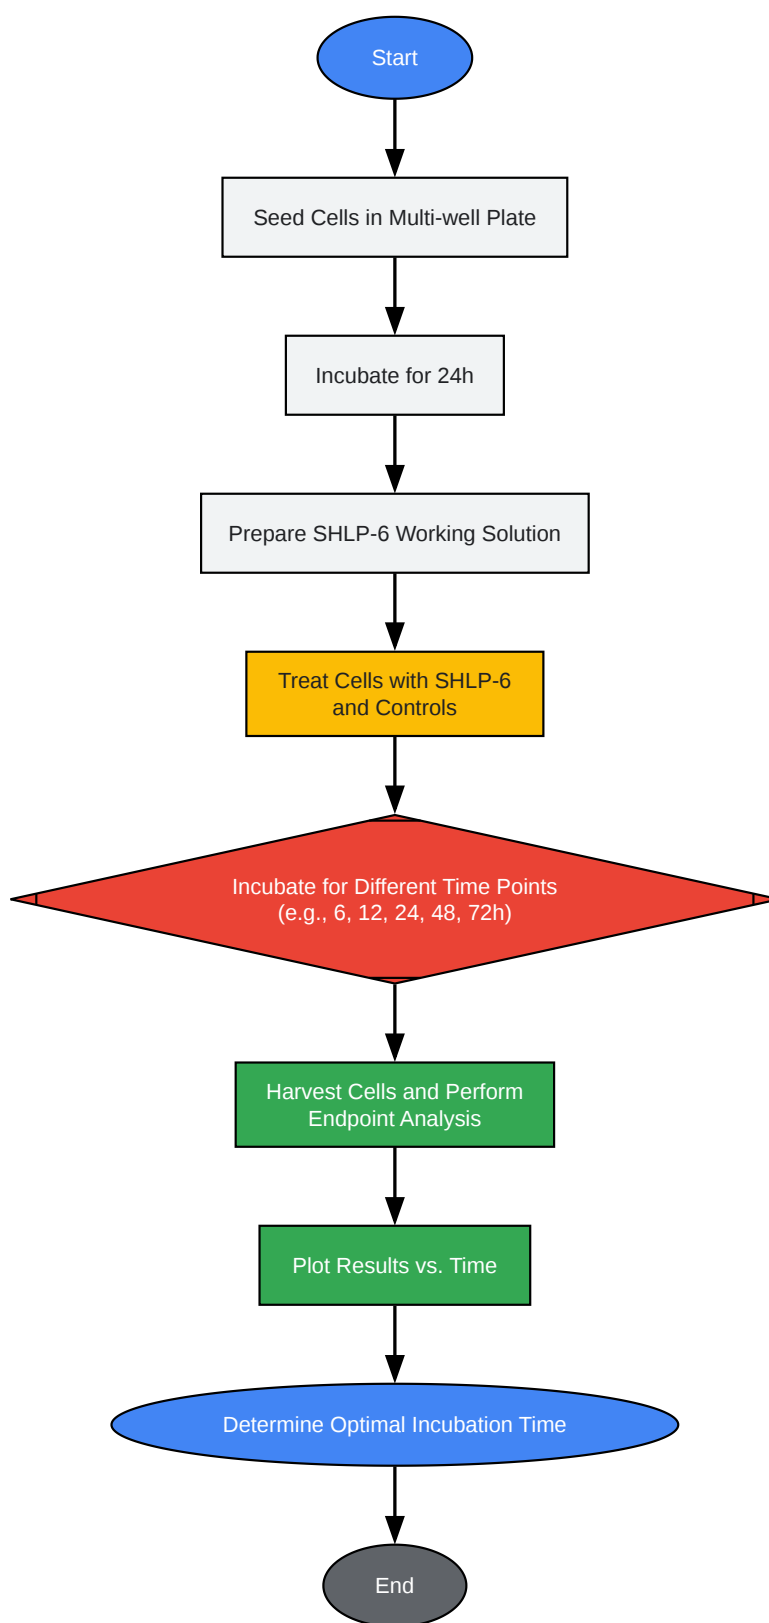 Start
Seed Cells in Multi-well Plate
Incubate for 24h
Prepare SHLP-6 Working Solution
Treat Cells with SHLP-6
and Controls
Incubate for Different Time Points
(e.g., 6, 12, 24, 48, 72h)
Harvest Cells and Perform
Endpoint Analysis
Plot Results vs. Time
Determine Optimal Incubation Time
End